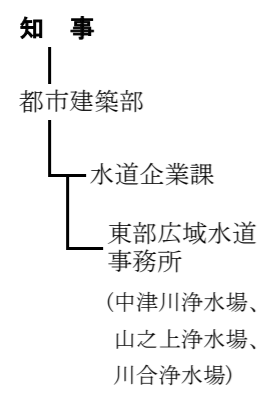 知 事
都市建築部
水道企業課
東部広域水道
事務所
(中津川浄水場、
山之上浄水場、
川合浄水場)